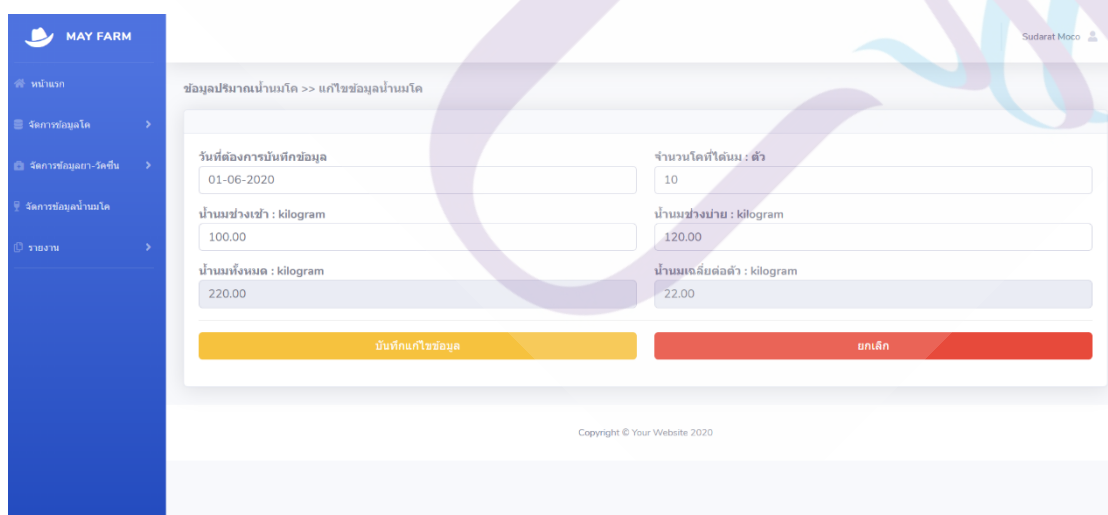 MAY FARM
Sudarat Moco
หน้าแรก
จัดการข้อมูลโค
จัดการข้อมูลยา-วัคซีน
จัดการข้อมูลน้ำนมโค
รายงาน
ข้อมูลปริมาณน้ำนมโค >> แก้ไขข้อมูลน้ำนมโค
วันที่ต้องการบันทึกข้อมูล
จำนวนโคที่ได้นม : ตัว
01-06-2020
10
น้ำนมช่วงเช้า : kilogram
น้ำนมช่วงบ่าย : kilogram
100.00
120.00
น้ำนมทั้งหมด : kilogram
น้ำนมเฉลี่ยต่อตัว : kilogram
220.00
22.00
บันทึกแก้ไขข้อมูล
ยกเลิก
Copyright © Your Website 2020